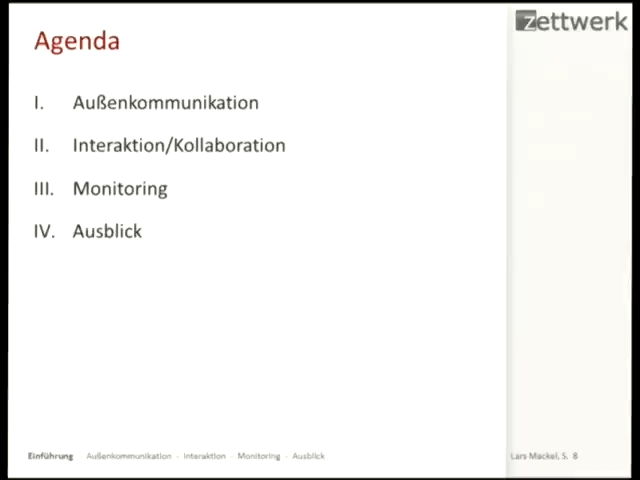 zettwerk
Agenda
I. Außenkommunikation
II. Interaktion/Kollaboration
III. Monitoring
IV. Ausblick
Einführung Außenkommunikation - Interaktion - Monitoring - Ausblick
Lars Mackel, S. 8